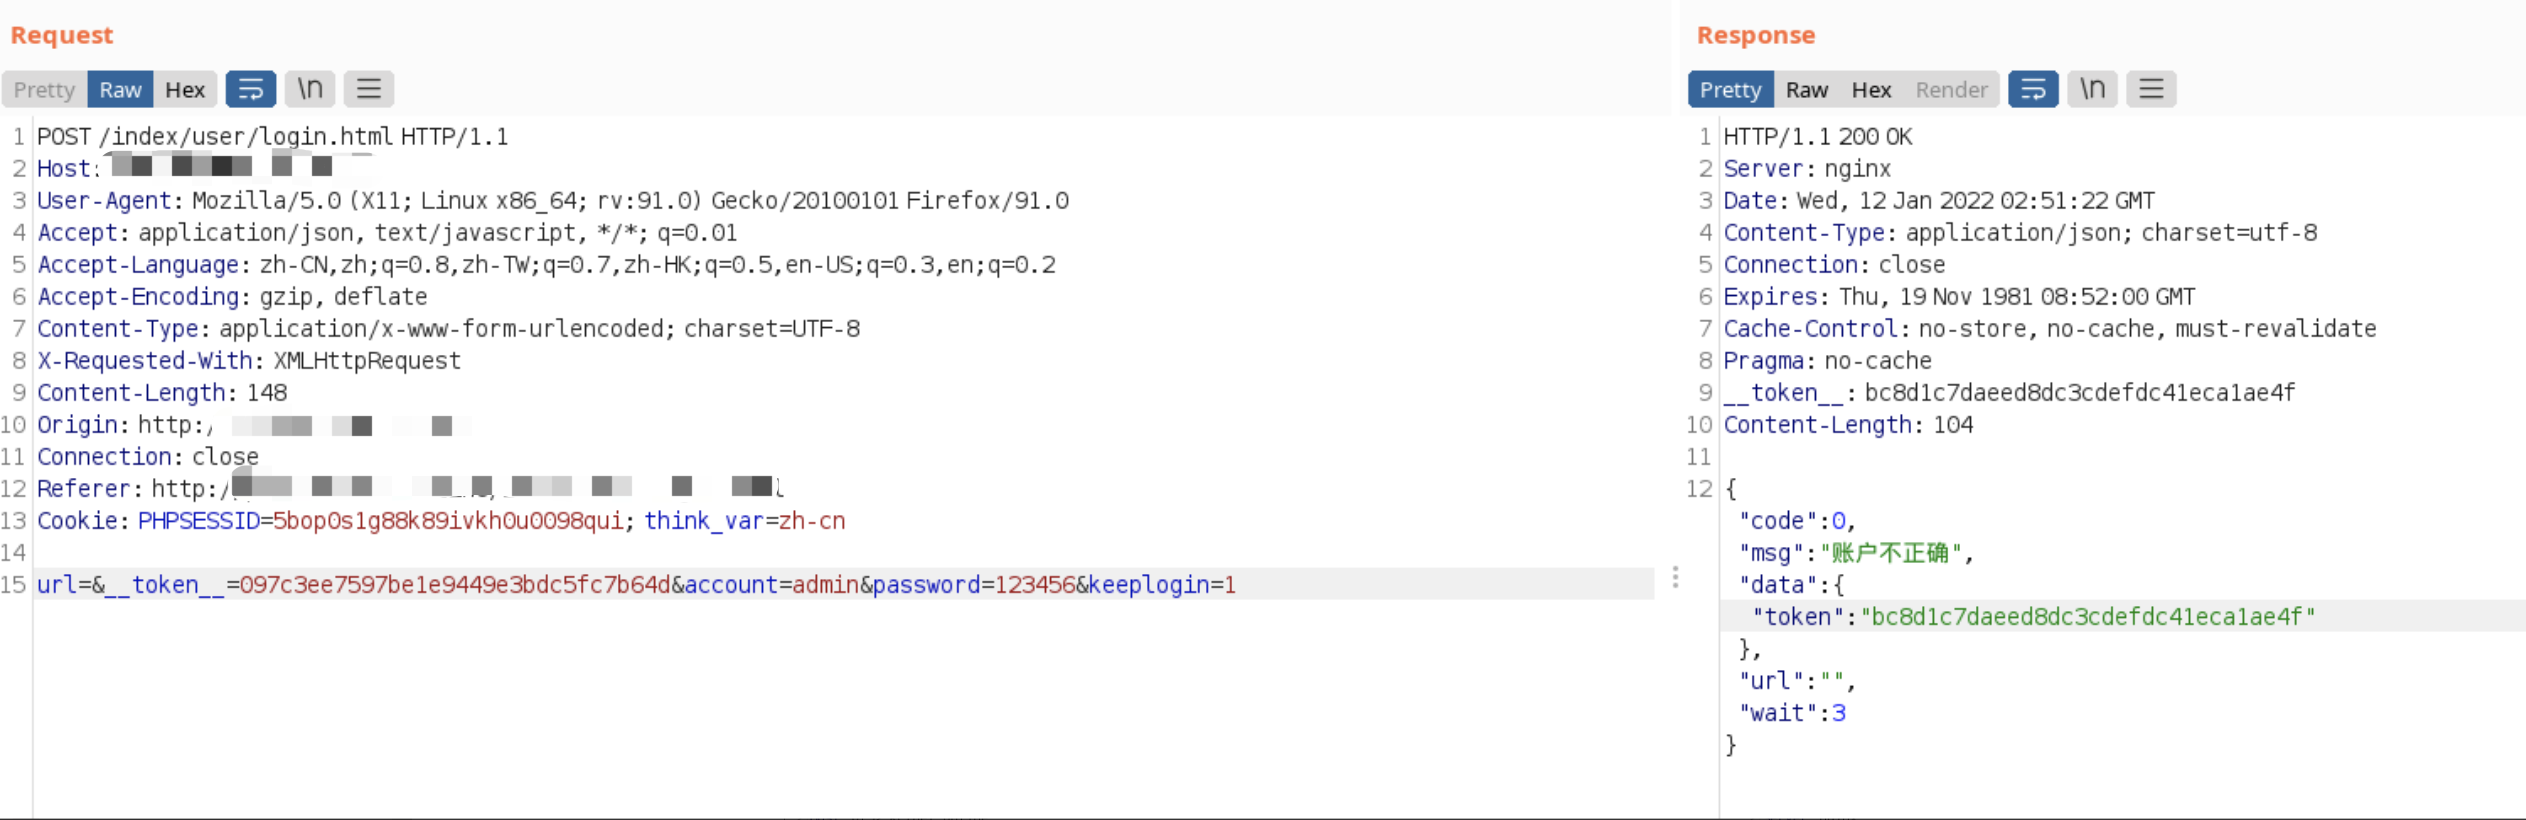 Request
Pretty Raw Hex \n
1 POST /index/user/login.html HTTP/1.1
2 Host:
3 User-Agent: Mozilla/5.0 (X11; Linux x86_64; rv:91.0) Gecko/20100101 Firefox/91.0
4 Accept: application/json, text/javascript, */*; q=0.01
5 Accept-Language: zh-CN,zh;q=0.8,zh-TW;q=0.7,zh-HK;q=0.5,en-US;q=0.3,en;q=0.2
6 Accept-Encoding: gzip, deflate
7 Content-Type: application/x-www-form-urlencoded; charset=UTF-8
8 X-Requested-With: XMLHttpRequest
9 Content-Length: 148
10 Origin: http:/
11 Connection: close
12 Referer: http:/
13 Cookie: PHPSESSID=5bop0s1g88k89ivkh0u0098qui; think_var=zh-cn
14
15 url=&__token__=097c3ee7597be1e9449e3bdc5fc7b64d&account=admin&password=123456&keeplogin=1
Response
Pretty Raw Hex Render \n
1 HTTP/1.1 200 OK
2 Server: nginx
3 Date: Wed, 12 Jan 2022 02:51:22 GMT
4 Content-Type: application/json; charset=utf-8
5 Connection: close
6 Expires: Thu, 19 Nov 1981 08:52:00 GMT
7 Cache-Control: no-store, no-cache, must-revalidate
8 Pragma: no-cache
9 __token__: bc8d1c7daeed8dc3cdefdc41eca1ae4f
10 Content-Length: 104
11
12 {
"code":0,
"msg":"账户不正确",
"data":{
"token":"bc8d1c7daeed8dc3cdefdc41eca1ae4f"
},
"url":"",
"wait":3
}